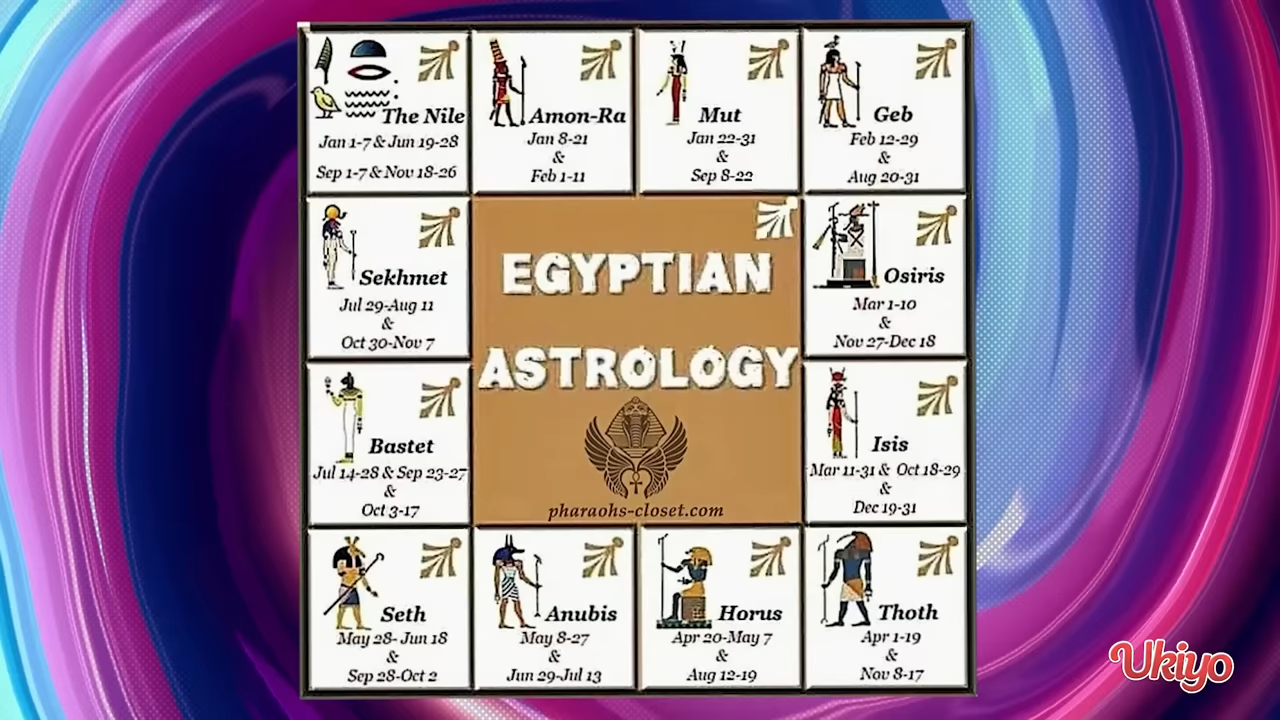 The Nile
Jan 1-7 & Jun 19-28
Sep 1-7 & Nov 18-26
Amon-Ra
Jan 8-21
&
Feb 1-11
Mut
Jan 22-31
&
Sep 8-22
Geb
Feb 12-29
&
Aug 20-31
Sekhmet
Jul 29-Aug 11
&
Oct 30-Nov 7
EGYPTIAN
ASTROLOGY
pharaohs-closet.com
Osiris
Mar 1-10
&
Nov 27-Dec 18
Bastet
Jul 14-28 & Sep 23-27
&
Oct 3-17
Isis
Mar 11-31 & Oct 18-29
&
Dec 19-31
Seth
May 28- Jun 18
&
Sep 28-Oct 2
Anubis
May 8-27
&
Jun 29-Jul 13
Horus
Apr 20-May 7
&
Aug 12-19
Thoth
Apr 1-19
&
Nov 8-17
Ukiyo